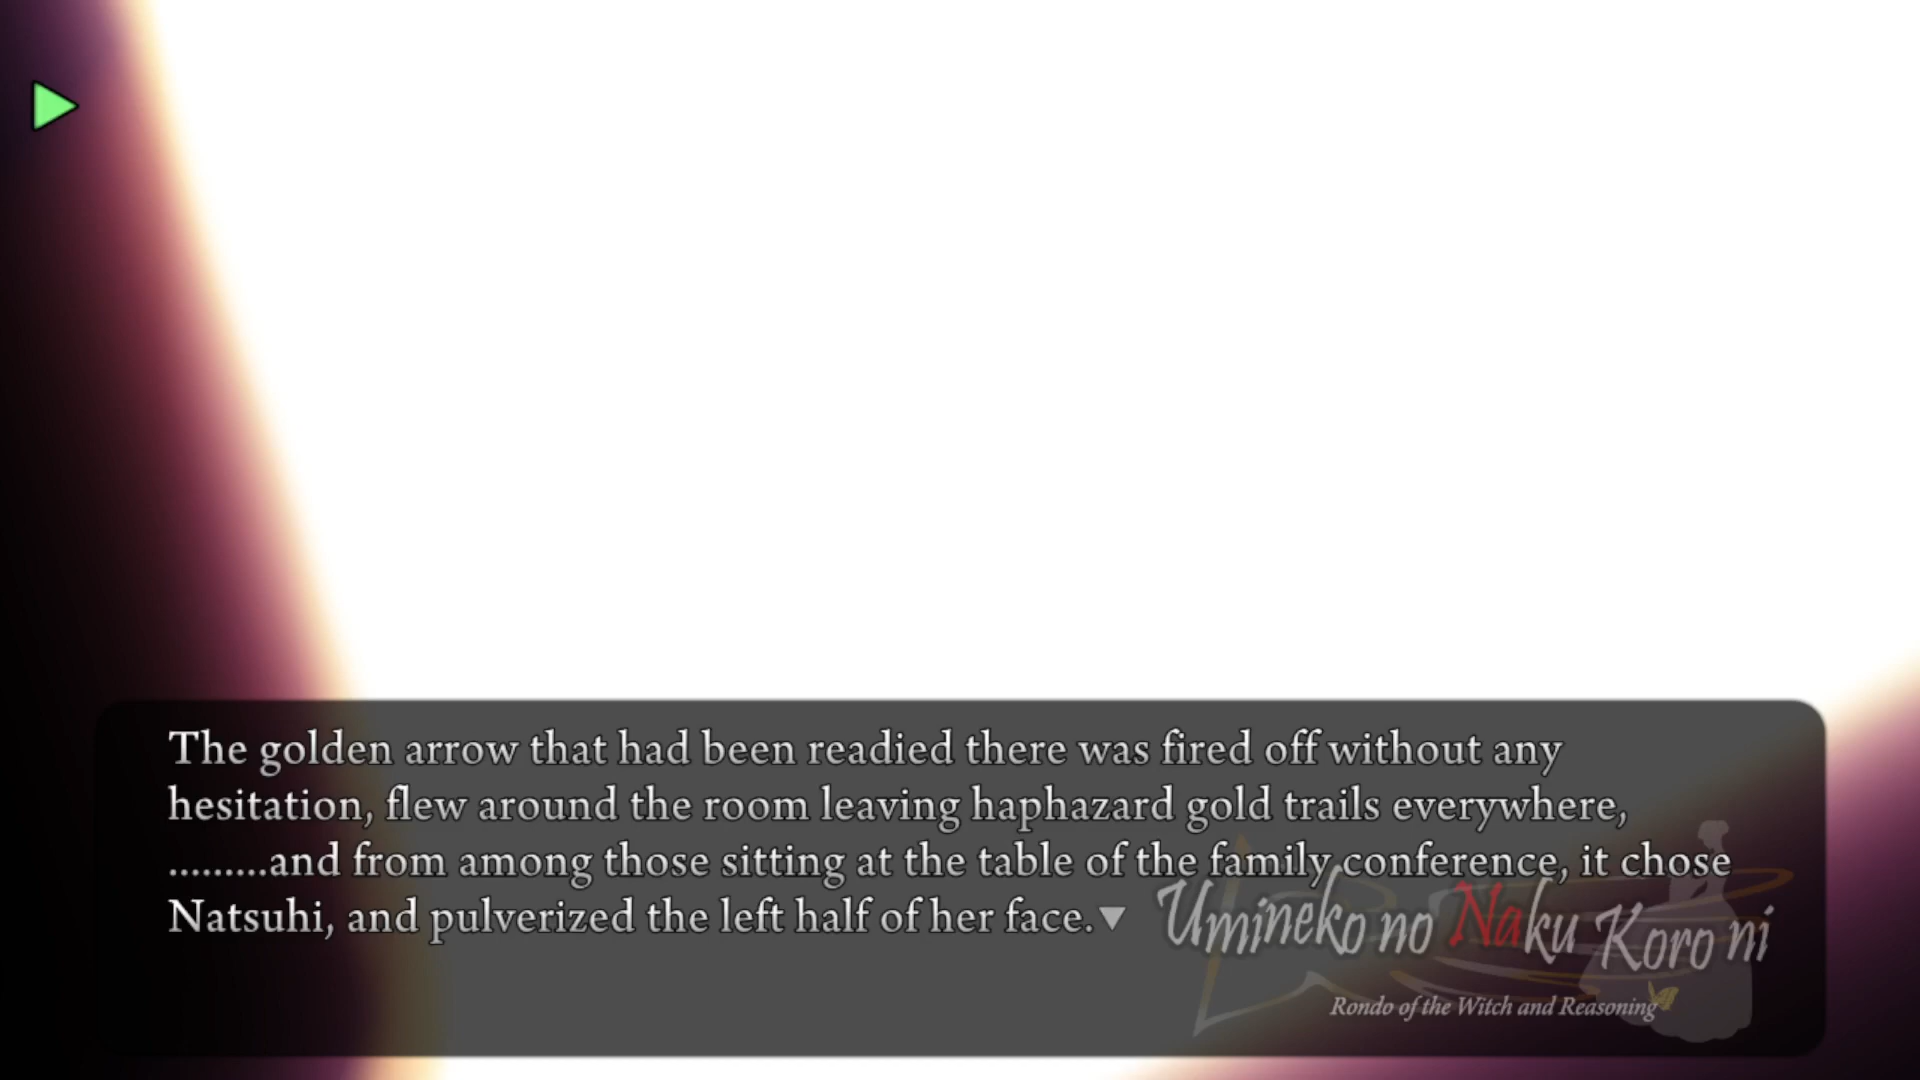 The golden arrow that had been readied there was fired off without any
hesitation, flew around the room leaving haphazard gold trails everywhere,
.........and from among those sitting at the table of the family conference, it chose
Natsuhi, and pulverized the left half of her face.
Umineko no Naku Koro ni
Rondo of the Witch and Reasoning